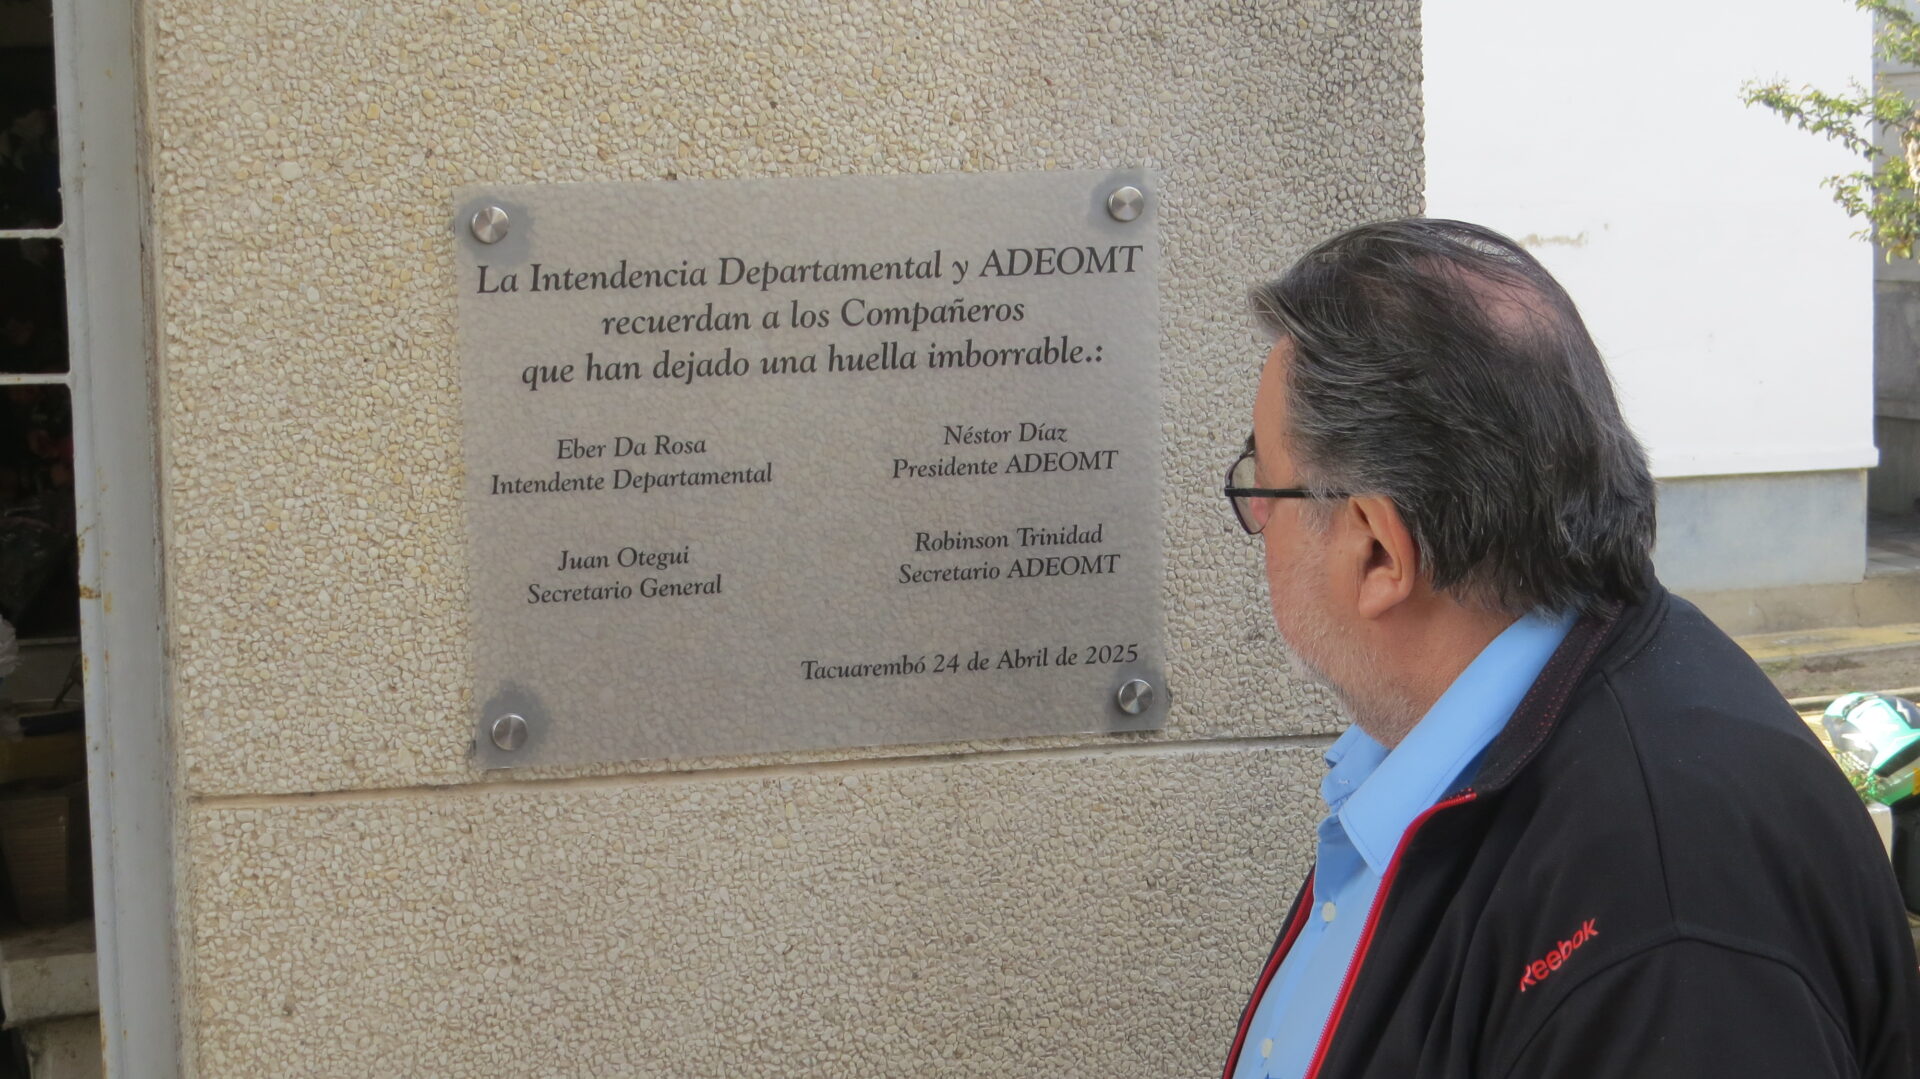 La Intendencia Departamental y ADEOMT
recuerdan a los Compañeros
que han dejado una huella imborrable.:
Eber Da Rosa
Intendente Departamental
Néstor Díaz
Presidente ADEOMT
Juan Otegui
Secretario General
Robinson Trinidad
Secretario ADEOMT
Tacuarembó 24 de Abril de 2025
Reebok